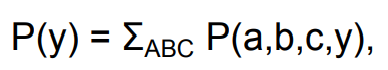 P(y) = Σ_ABC P(a,b,c,y),